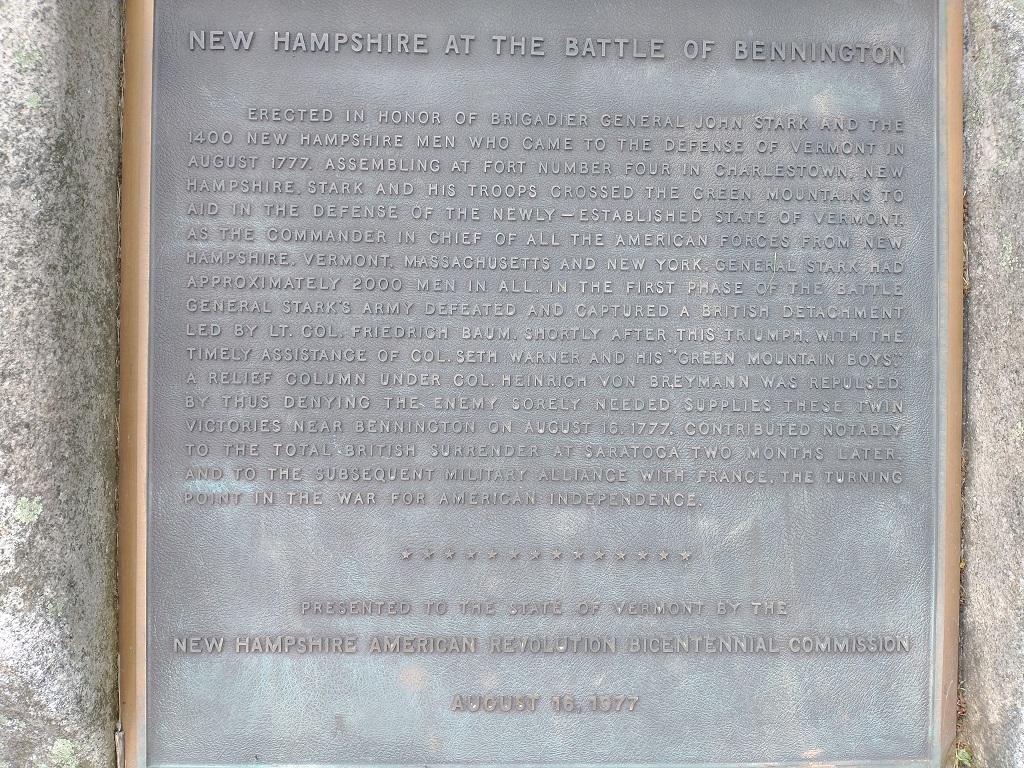 NEW HAMPSHIRE AT THE BATTLE OF BENNINGTON
ERECTED IN HONOR OF BRIGADIER GENERAL JOHN STARK AND THE
1400 NEW HAMPSHIRE MEN WHO CAME TO THE DEFENSE OF VERMONT IN
AUGUST 1777. ASSEMBLING AT FORT NUMBER FOUR IN CHARLESTOWN, NEW
HAMPSHIRE, STARK AND HIS TROOPS CROSSED THE GREEN MOUNTAINS TO
AID IN THE DEFENSE OF THE NEWLY-ESTABLISHED STATE OF VERMONT.
AS THE COMMANDER IN CHIEF OF ALL THE AMERICAN FORCES FROM NEW
HAMPSHIRE, VERMONT, MASSACHUSETTS AND NEW YORK, GENERAL STARK HAD
APPROXIMATELY 2000 MEN IN ALL. IN THE FIRST PHASE OF THE BATTLE
GENERAL STARK'S ARMY DEFEATED AND CAPTURED A BRITISH DETACHMENT
LED BY LT. COL. FRIEDRICH BAUM. SHORTLY AFTER THIS TRIUMPH, WITH THE
TIMELY ASSISTANCE OF COL. SETH WARNER AND HIS "GREEN MOUNTAIN BOYS",
A RELIEF COLUMN UNDER COL. HEINRICH VON BREYMANN WAS REPULSED.
BY THUS DENYING THE ENEMY SORELY NEEDED SUPPLIES THESE TWIN
VICTORIES NEAR BENNINGTON ON AUGUST 16, 1777, CONTRIBUTED NOTABLY
TO THE TOTAL BRITISH SURRENDER AT SARATOGA TWO MONTHS LATER,
AND TO THE SUBSEQUENT MILITARY ALLIANCE WITH FRANCE, THE TURNING
POINT IN THE WAR FOR AMERICAN INDEPENDENCE.
PRESENTED TO THE STATE OF VERMONT BY THE
NEW HAMPSHIRE AMERICAN REVOLUTION BICENTENNIAL COMMISSION
AUGUST 16, 1977